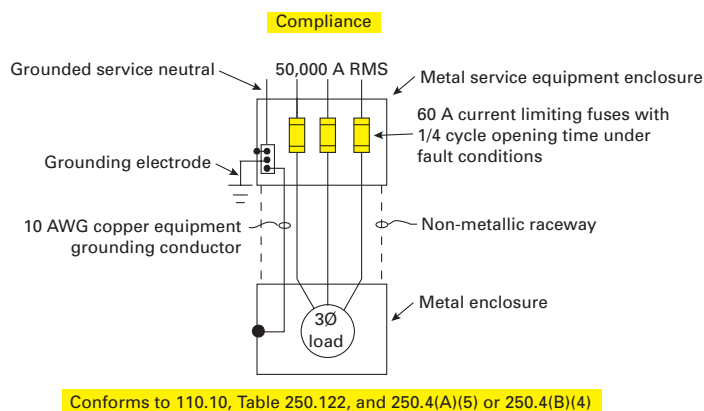 Compliance
Grounded service neutral
50,000 A RMS
Metal service equipment enclosure
60 A current limiting fuses with
1/4 cycle opening time under
fault conditions
Grounding electrode
10 AWG copper equipment
grounding conductor
Non-metallic raceway
Metal enclosure
3Ø
load
Conforms to 110.10, Table 250.122, and 250.4(A)(5) or 250.4(B)(4)